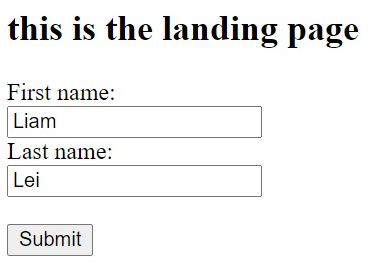 this is the landing page
First name:
Liam
Last name:
Lei
Submit